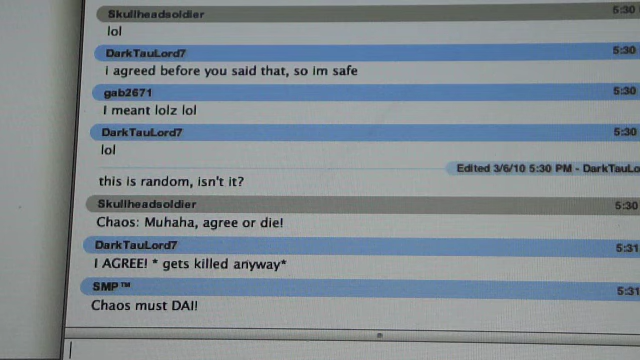 Skullheadsoldier 5:30
lol
DarkTauLord7 5:30
I agreed before you said that, so im safe
gab2671 5:30
I meant lolz lol
DarkTauLord7 5:30
lol
Edited 3/6/10 5:30 PM - DarkTauLo
this is random, isn't it?
Skullheadsoldier 5:30
Chaos: Muhaha, agree or die!
DarkTauLord7 5:31
I AGREE! * gets killed anyway*
SMP™ 5:31
Chaos must DAI!